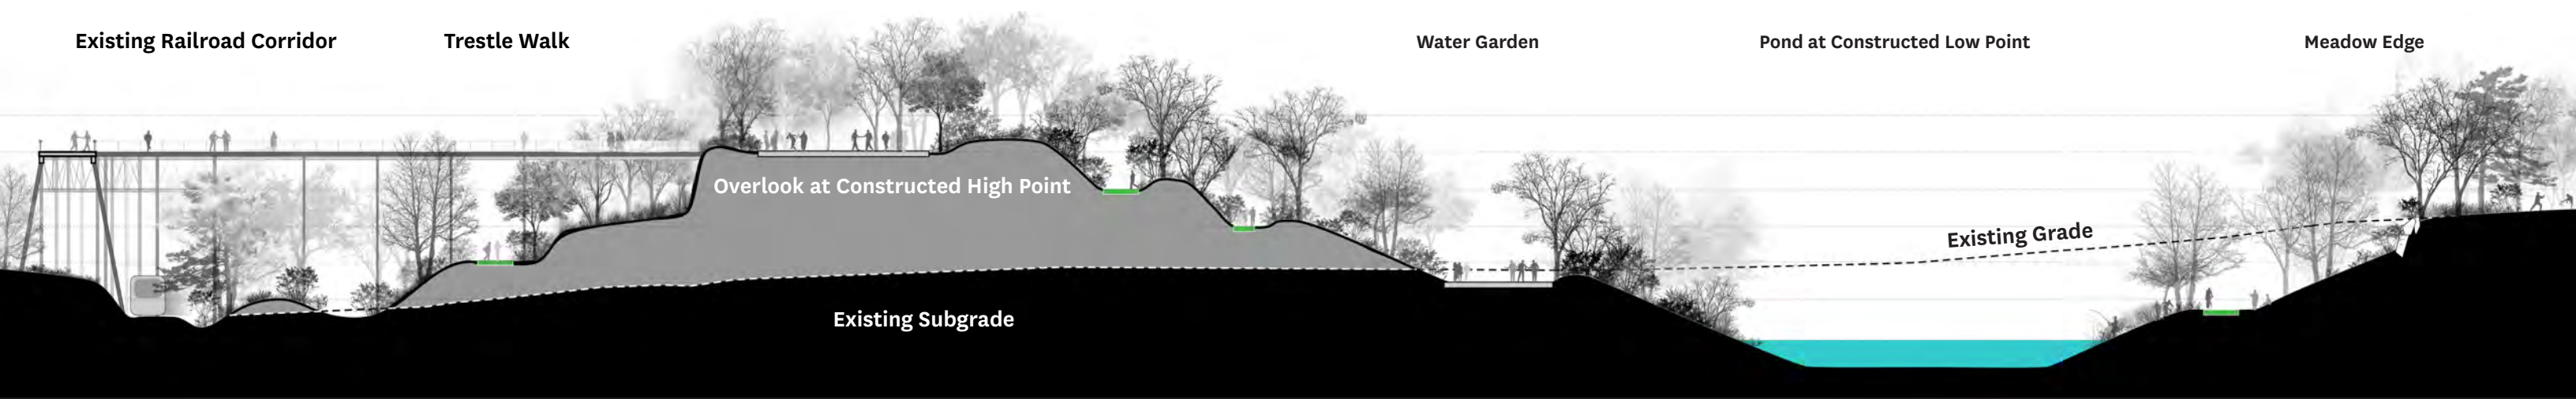 Existing Railroad Corridor
Trestle Walk
Water Garden
Pond at Constructed Low Point
Meadow Edge
Overlook at Constructed High Point
Existing Grade
Existing Subgrade